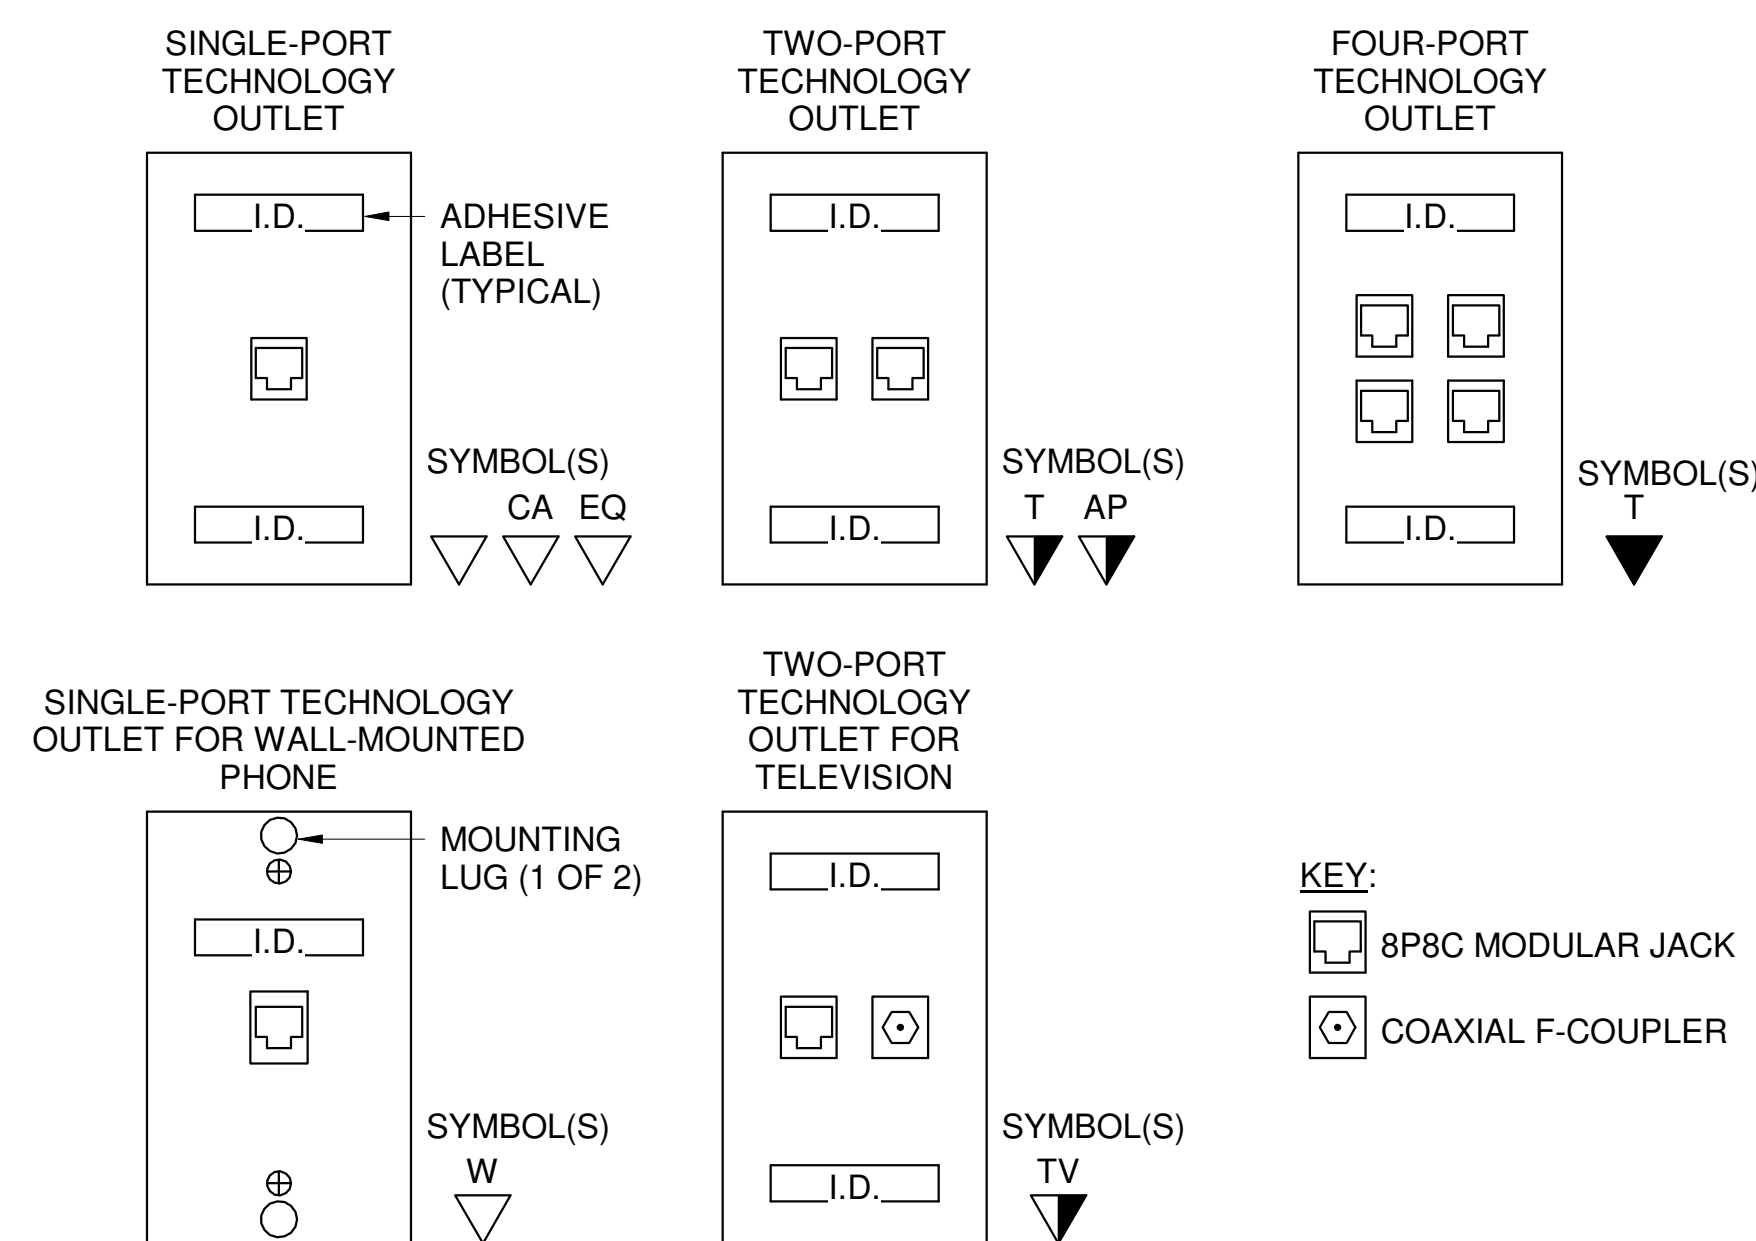 SINGLE-PORT
TECHNOLOGY
OUTLET
I.D.
ADHESIVE
LABEL
(TYPICAL)
SYMBOL(S)
CA EQ
I.D.
TWO-PORT
TECHNOLOGY
OUTLET
I.D.
SYMBOL(S)
T AP
I.D.
FOUR-PORT
TECHNOLOGY
OUTLET
I.D.
SYMBOL(S)
T
I.D.
SINGLE-PORT TECHNOLOGY
OUTLET FOR WALL-MOUNTED
PHONE
MOUNTING
LUG (1 OF 2)
I.D.
SYMBOL(S)
W
TWO-PORT
TECHNOLOGY
OUTLET FOR
TELEVISION
I.D.
SYMBOL(S)
TV
I.D.
KEY:
8P8C MODULAR JACK
COAXIAL F-COUPLER